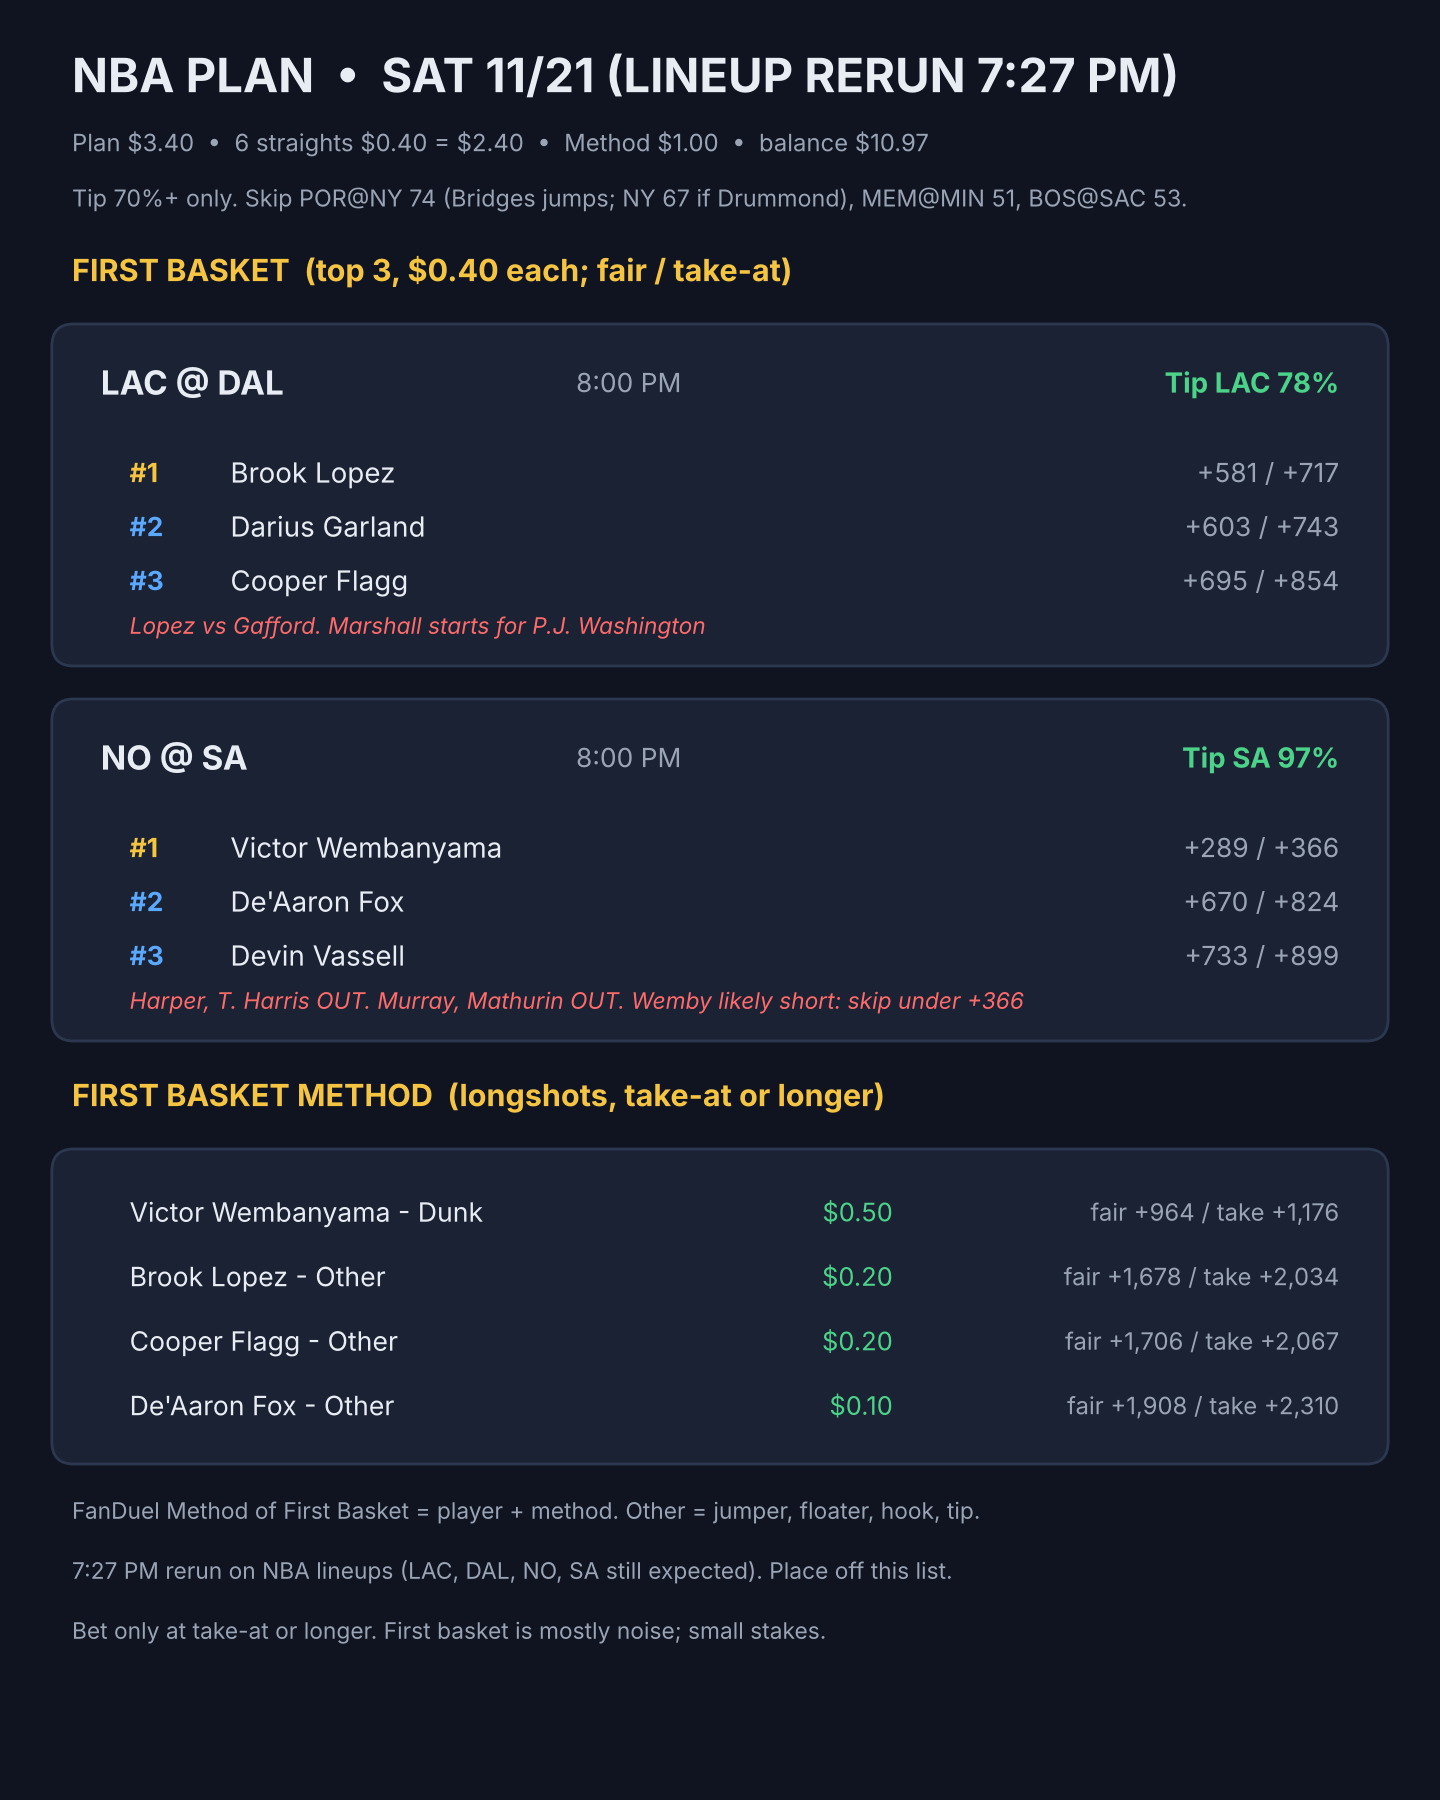 NBA PLAN • SAT 11/21 (LINEUP RERUN 7:27 PM)
Plan $3.40 • 6 straights $0.40 = $2.40 • Method $1.00 • balance $10.97
Tip 70%+ only. Skip POR@NY 74 (Bridges jumps; NY 67 if Drummond), MEM@MIN 51, BOS@SAC 53.
FIRST BASKET (top 3, $0.40 each; fair / take-at)
LAC @ DAL 8:00 PM Tip LAC 78%
#1 Brook Lopez +581 / +717
#2 Darius Garland +603 / +743
#3 Cooper Flagg +695 / +854
Lopez vs Gafford. Marshall starts for P.J. Washington
NO @ SA 8:00 PM Tip SA 97%
#1 Victor Wembanyama +289 / +366
#2 De'Aaron Fox +670 / +824
#3 Devin Vassell +733 / +899
Harper, T. Harris OUT. Murray, Mathurin OUT. Wemby likely short: skip under +366
FIRST BASKET METHOD (longshots, take-at or longer)
Victor Wembanyama - Dunk $0.50 fair +964 / take +1,176
Brook Lopez - Other $0.20 fair +1,678 / take +2,034
Cooper Flagg - Other $0.20 fair +1,706 / take +2,067
De'Aaron Fox - Other $0.10 fair +1,908 / take +2,310
FanDuel Method of First Basket = player + method. Other = jumper, floater, hook, tip.
7:27 PM rerun on NBA lineups (LAC, DAL, NO, SA still expected). Place off this list.
Bet only at take-at or longer. First basket is mostly noise; small stakes.